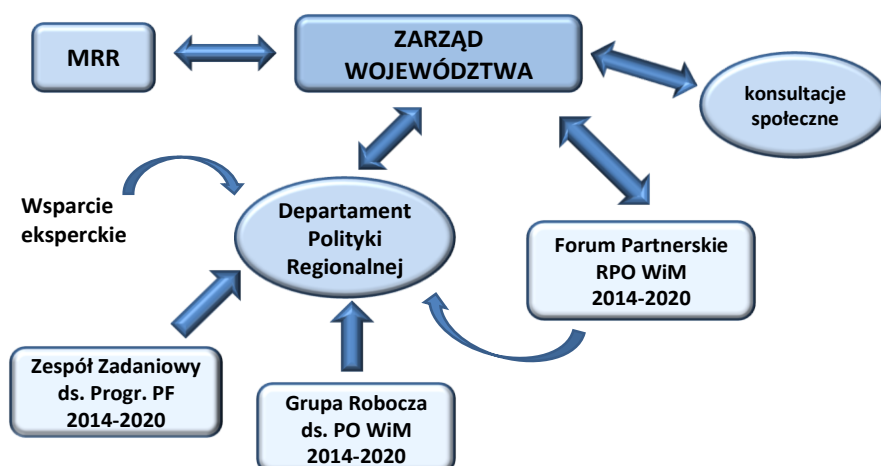 MRR
ZARZĄD
WOJEWÓDZTWA
konsultacje
społeczne
Wsparcie
eksperckie
Departament
Polityki
Regionalnej
Forum Partnerskie
RPO WiM
2014-2020
Zespół Zadaniowy
ds. Progr. PF
2014-2020
Grupa Robocza
ds. PO WiM
2014-2020